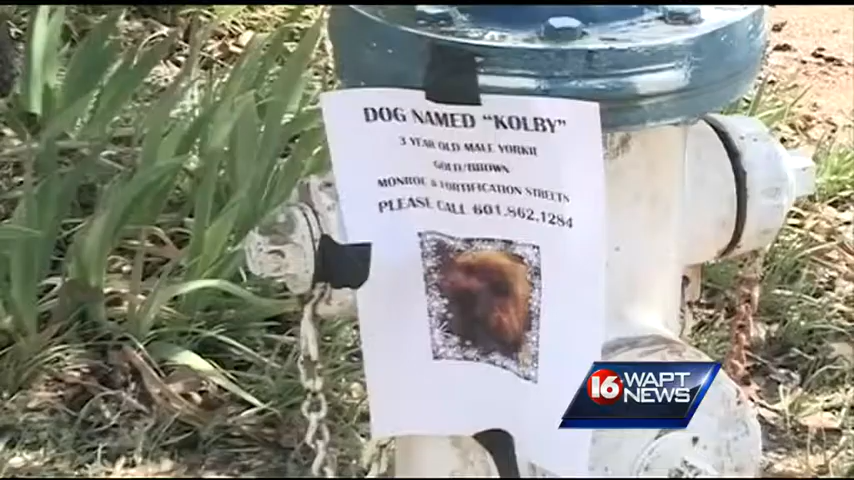 DOG NAMED "KOLBY"
3 YEAR OLD MALE YORKIE
GOLD/BROWN
MONROE & FORTIFICATION STREETS
PLEASE CALL 601.862.1284
16 WAPT
NEWS